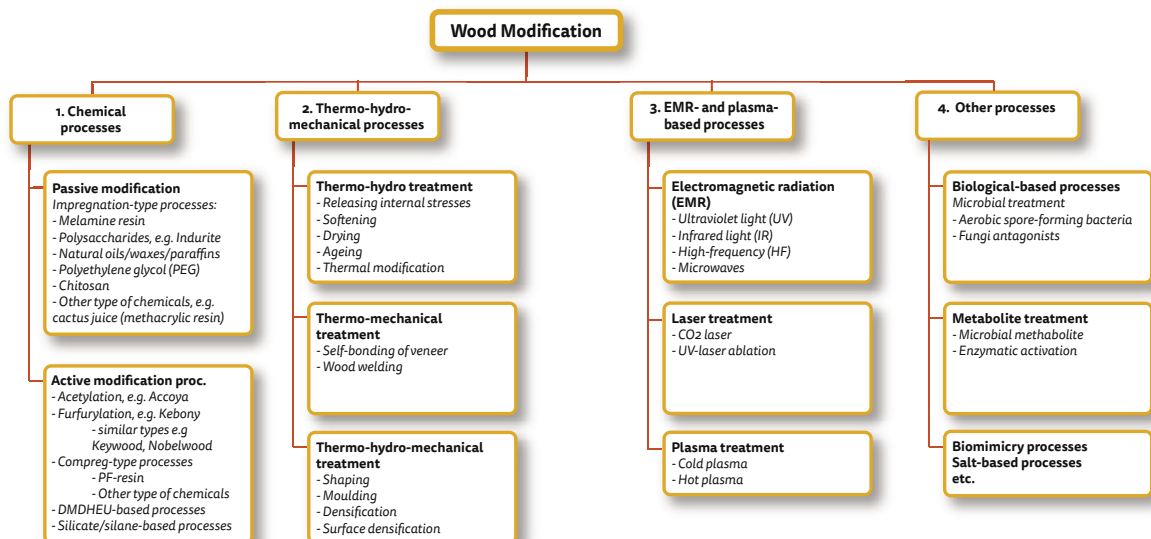 Wood Modification
1. Chemical
processes
Passive modification
Impregnation-type processes:
- Melamine resin
- Polysaccharides, e.g. Indurite
- Natural oils/waxes/paraffins
- Polyethylene glycol (PEG)
- Chitosan
- Other type of chemicals, e.g.
cactus juice (methacrylic resin)
Active modification proc.
- Acetylation, e.g. Accoya
- Furfurylation, e.g. Kebony
- similar types e.g
Keywood, Nobelwood
- Compreg-type processes
- PF-resin
- Other type of chemicals
- DMDHEU-based processes
- Silicate/silane-based processes
2. Thermo-hydro-
mechanical processes
Thermo-hydro treatment
- Releasing internal stresses
- Softening
- Drying
- Ageing
- Thermal modification
Thermo-mechanical
treatment
- Self-bonding of veneer
- Wood welding
Thermo-hydro-mechanical
treatment
- Shaping
- Moulding
- Densification
- Surface densification
3. EMR- and plasma-
based processes
Electromagnetic radiation
(EMR)
- Ultraviolet light (UV)
- Infrared light (IR)
- High-frequency (HF)
- Microwaves
Laser treatment
- CO2 laser
- UV-laser ablation
Plasma treatment
- Cold plasma
- Hot plasma
4. Other processes
Biological-based processes
Microbial treatment
- Aerobic spore-forming bacteria
- Fungi antagonists
Metabolite treatment
- Microbial methabolite
- Enzymatic activation
Biomimicry processes
Salt-based processes
etc.